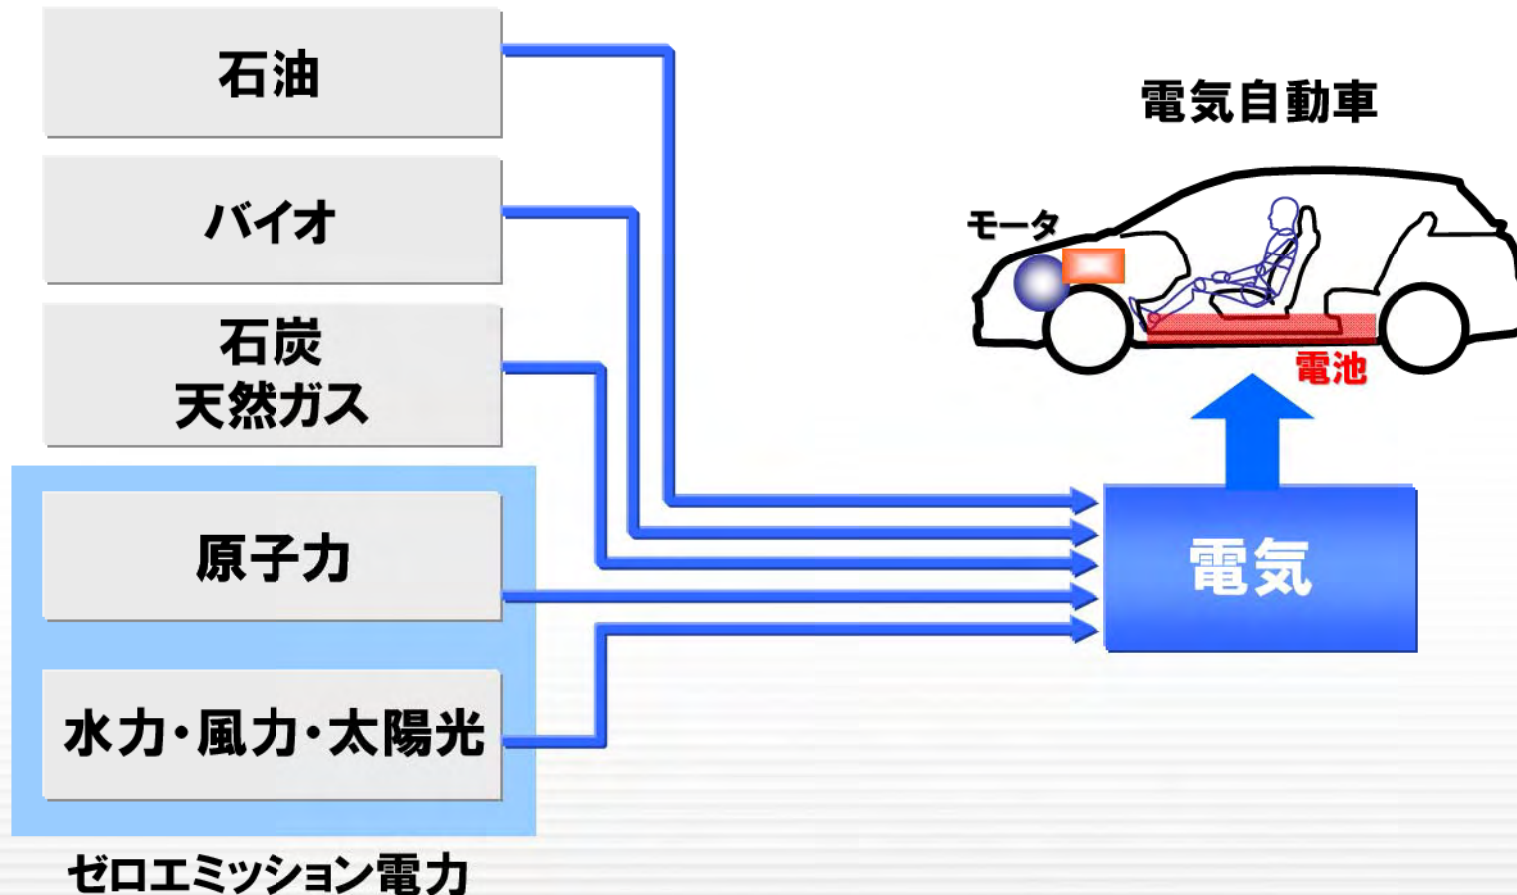 石油
バイオ
石炭
天然ガス
原子力
水力・風力・太陽光
ゼロエミッション電力
電気自動車
モータ
電池
電気